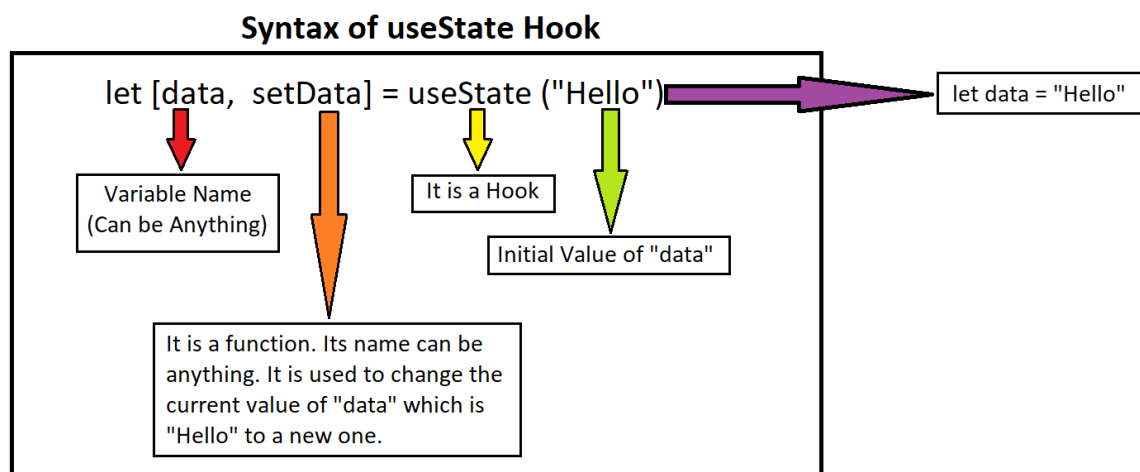 Syntax of useState Hook
let [data, setData] = useState ("Hello")
let data = "Hello"
Variable Name
(Can be Anything)
It is a Hook
Initial Value of "data"
It is a function. Its name can be
anything. It is used to change the
current value of "data" which is
"Hello" to a new one.